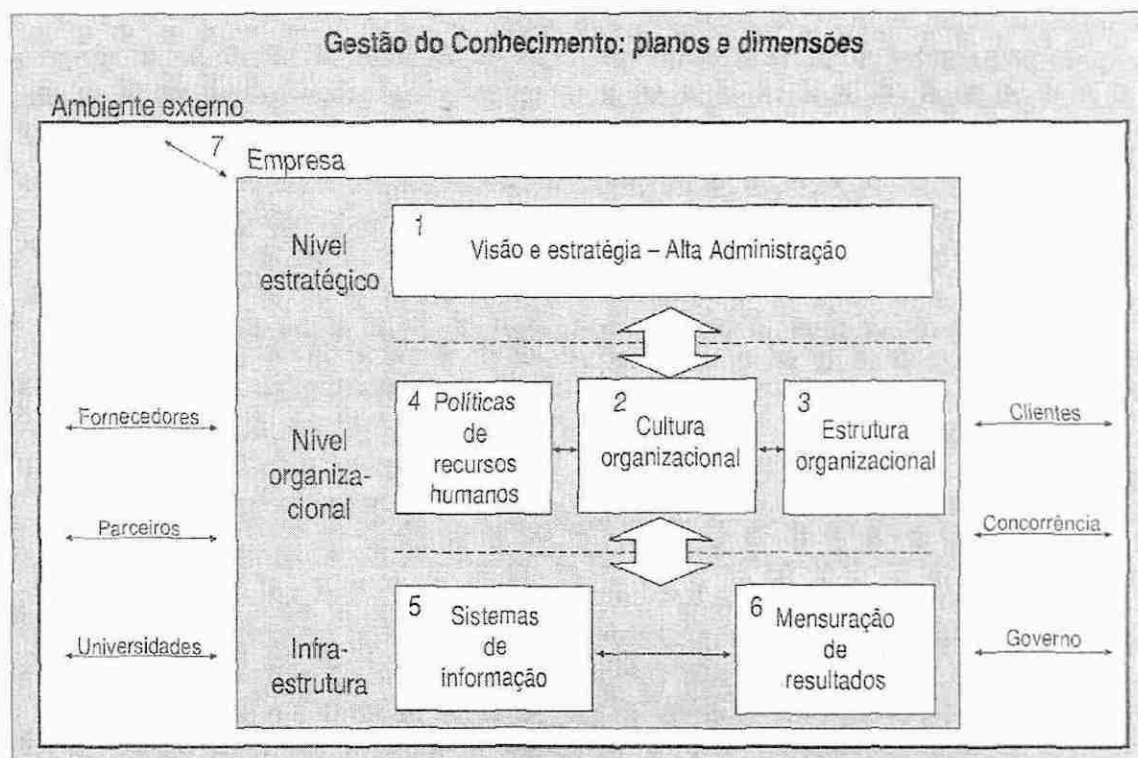 Gestão do Conhecimento: planos e dimensões
Ambiente externo
7
Empresa
Nível
estratégico
1
Visão e estratégia – Alta Administração
Fornecedores
Parceiros
Universidades
Nível
organiza-
cional
4 Políticas
de
recursos
humanos
2
Cultura
organizacional
3
Estrutura
organizacional
Clientes
Concorrência
Governo
Infra-
estrutura
5
Sistemas
de
informação
6
Mensuração
de
resultados